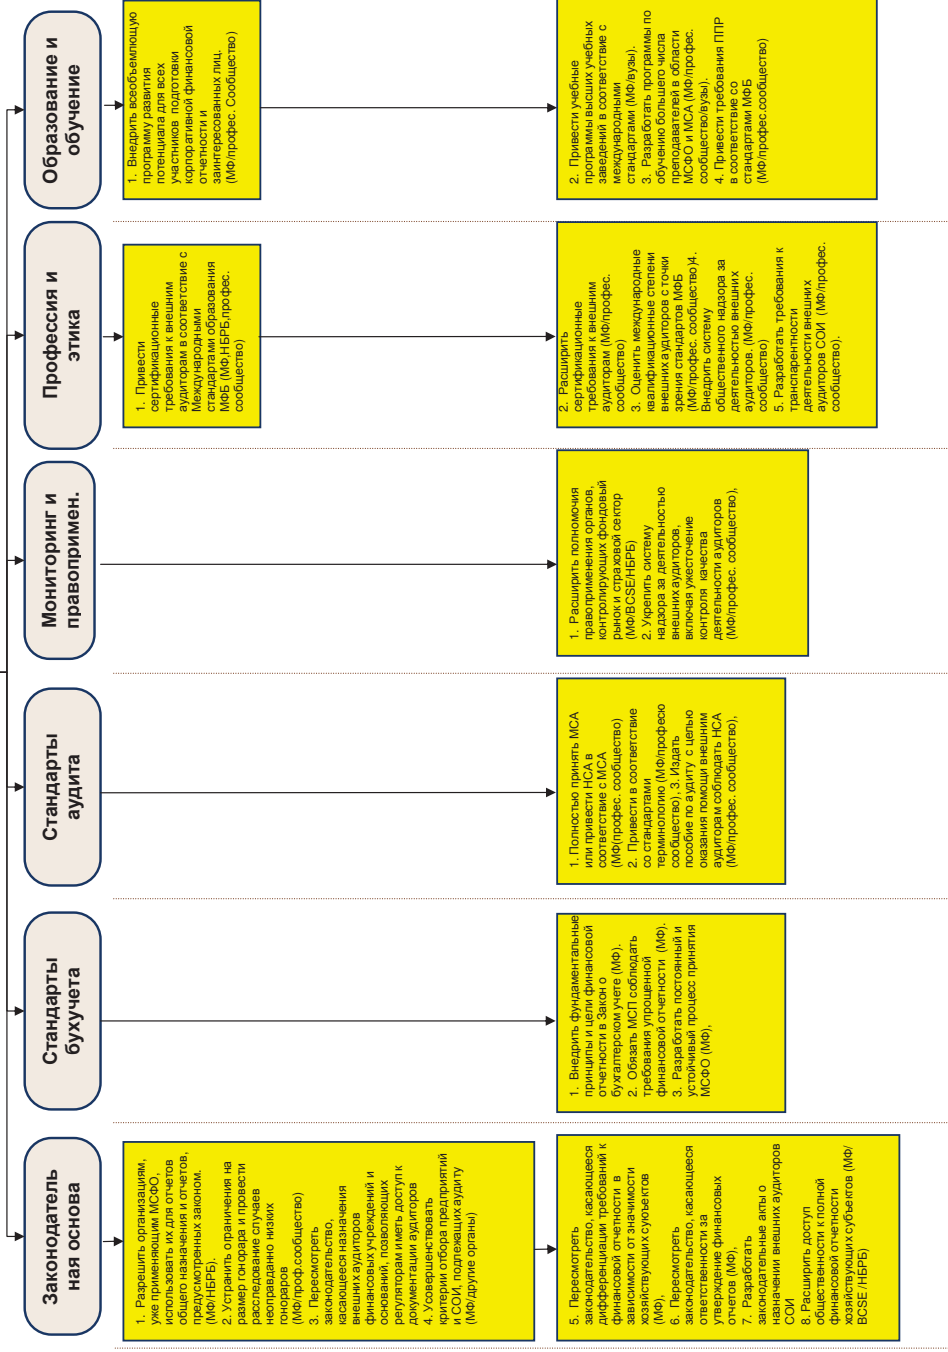 Законодатель
ная основа
1. Разрешить организациям,
уже применяющим МСФО,
использовать их для отчетов
общего назначения и отчетов,
предусмотренных законом.
(МФ/НБРБ),
2. Устранить ограничения на
размер гонорара и провести
расследование случаев
неоправданно низких
гонораров
(МФ/проф.сообщество)
3. Пересмотреть
законодательство,
касающееся назначения
внешних аудиторов
финансовых учреждений и
оснований, позволяющих
регуляторам иметь доступ к
документации аудиторов
4. Усовершенствовать
критерии отбора предприятий
и СОИ, подлежащих аудиту
(МФ/другие органы)
5. Пересмотреть
законодательство, касающееся
дифференциации требований к
финансовой отчетности в
зависимости от значимости
хозяйствующих сукюъектов
(МФ),
6. Пересмотреть
законодательство, касающееся
ответственности за
утверждение финансовых
отчетов (МФ),
7. Разработать
законодательные акты о
назначении внешних аудиторов
СОИ
8. Расширить доступ
общественности к полной
финансовой отчетности
хозяйствующих субъектов (МФ/
BCSE /НБРБ)
Стандарты
бухучета
1. Внедрить фундаментальные
принципы и цели финансовой
отчетности в Закон о
бухгалтерском учете (МФ).
2. Обязать МСП соблюдать
требования упрощенной
финансовой отчетности (МФ).
3. Разработать постоянный и
устойчивый процесс принятия
МСФО (МФ),
Стандарты
аудита
1. Полностью принять МСА
или привести НСА в
соответствие с МСА
(МФ(профес. сообщество)
2. Привести в соответствие
со стандартами
терминологию (МФ/професю
сообщество), 3. Издать
пособие по аудиту с целью
оказания помощи внешним
аудиторам соблюдать НСА
(МФ/профес. сообщество),
Мониторинг и
правопримен.
1. Расширить полномочия
правоприменения органов,
контролирующих фондовый
рынок и страховой сектор
(МФ/BCSE/НБРБ)
2. Укрепить систему
надзора за деятельностью
внешних аудиторов,
включая ужесточение
контроля качества
деятельности аудиторов
(МФ/профес. сообщество),
Профессия и
этика
1. Привести
сертификационные
требования к внешним
аудиторам в соответствие с
Международными
стандартами образования
МФБ (МФ,НБРБ,профес.
сообщество)
2. Расширить
сертификационные
требования к внешним
аудиторам (МФ/профес.
сообщество)
3. Оценить международные
квалификационные степени
внешних аудиторов с точки
зрения стандартов МФБ
(МФ/профес. сообщество)4.
Внедрить систему
общественного надзора за
деятельностью внешних
аудиторов. (МФ/профес.
сообщество)
5. Разработать требования к
транспарентности
деятельности внешних
аудиторов СОИ (МФ/профес.
сообщество).
Образование и
обучение
1. Внедрить всеобъемлющую
программу развития
потенциала для всех
участников подготовки
корпоративной финансовой
отчетности и
заинтересованных лиц.
(МФ/профес. Сообщество)
2. Привести учебные
программы высших учебных
заведений в соответствие с
международными
стандартами (МФ/вузы).
3. Разработать программы по
обучению большего числа
преподавателей в области
МСФО и МСА (МФ/профес.
сообщество/вузы).
4. Привести требования ППР
в соответствие со
стандартами МФБ
(МФ/профес.сообщество)